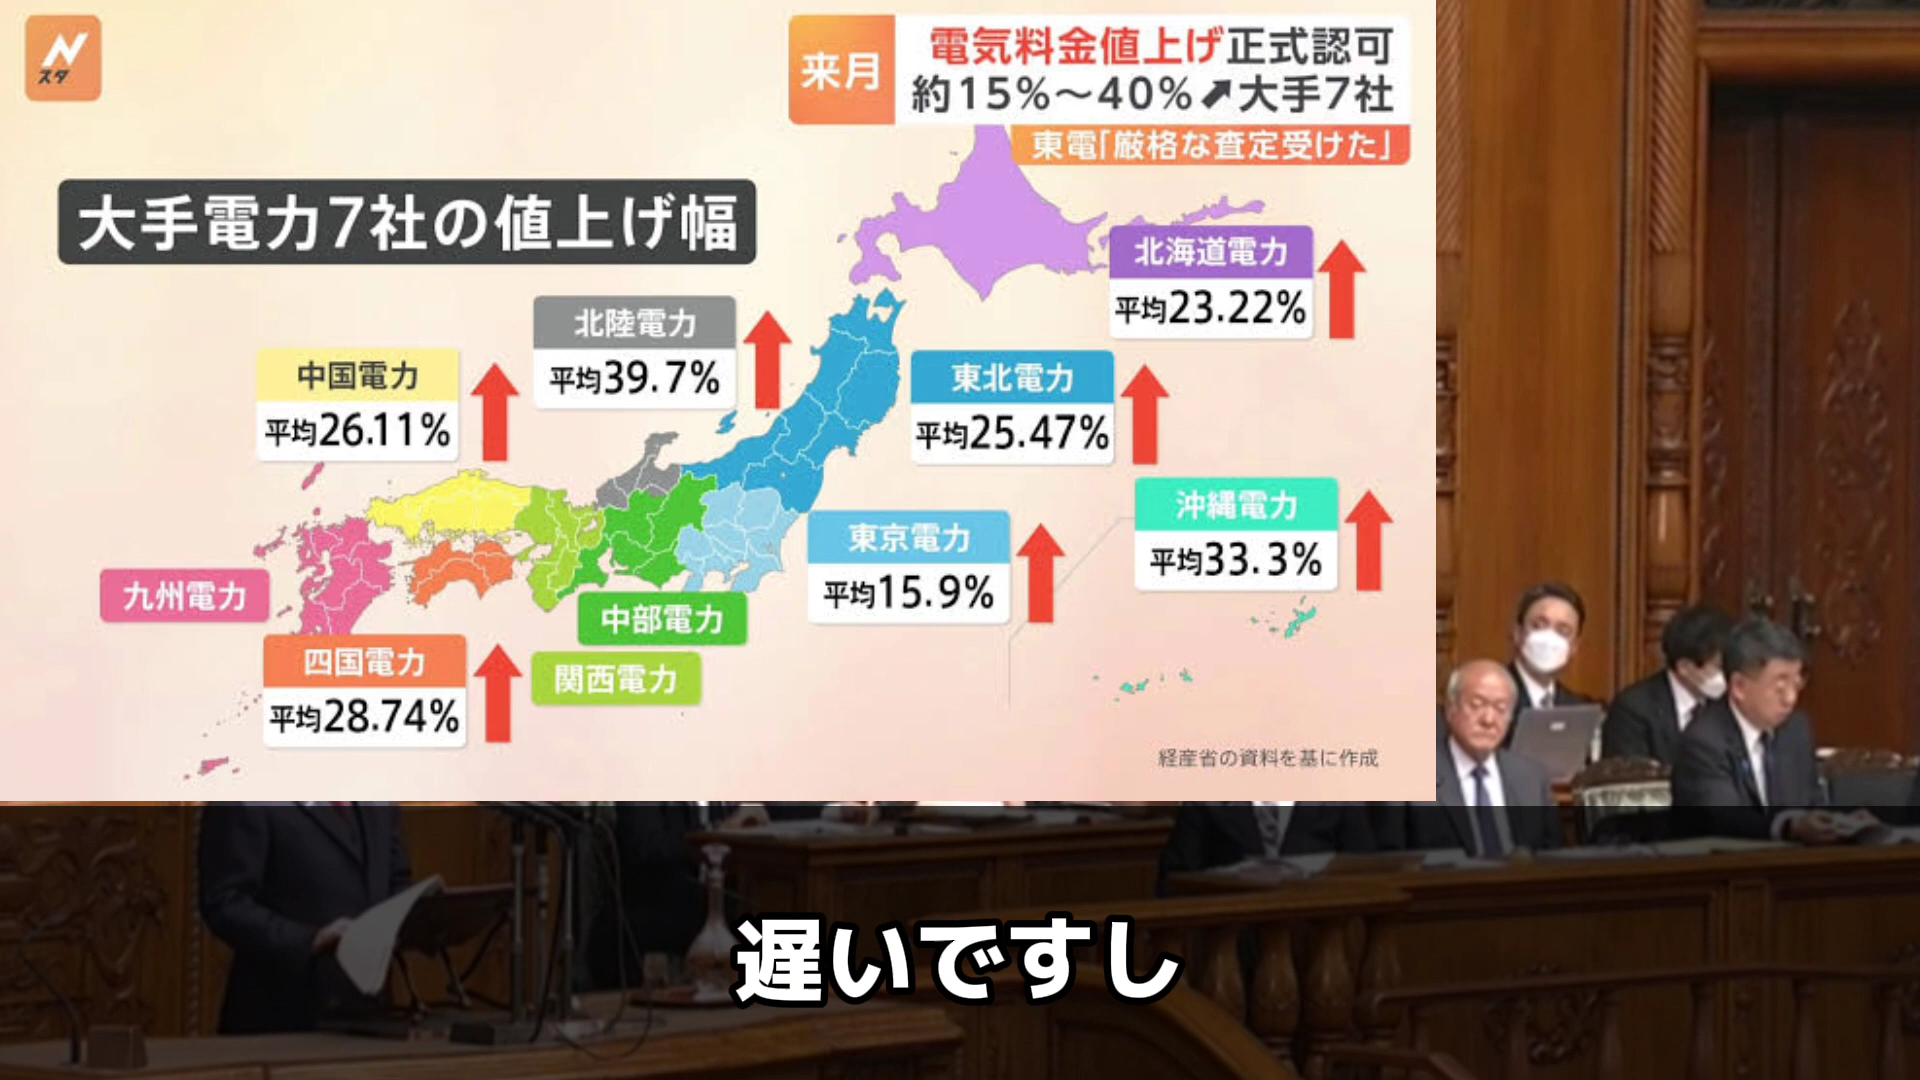 Nスタ
来月
電気料金値上げ正式認可
約15%～40%↗大手7社
東電「厳格な査定受けた」
大手電力7社の値上げ幅
北海道電力
平均23.22%
北陸電力
平均39.7%
中国電力
平均26.11%
東北電力
平均25.47%
沖縄電力
平均33.3%
東京電力
平均15.9%
九州電力
中部電力
四国電力
平均28.74%
関西電力
経産省の資料を基に作成
遅いですし